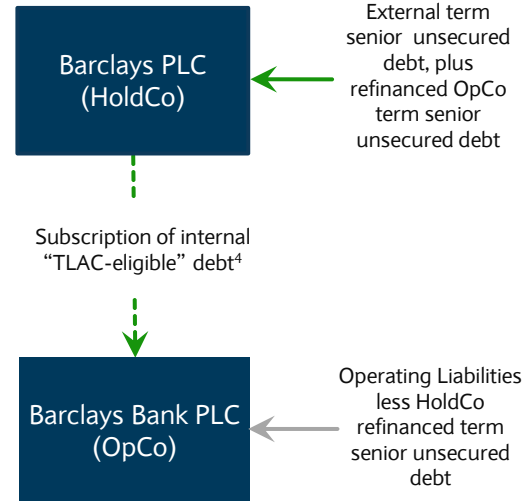 External term
senior unsecured
debt, plus
refinanced OpCo
term senior
unsecured debt
Barclays PLC
(HoldCo)
Subscription of internal
“TLAC-eligible” debt⁴
Barclays Bank PLC
(OpCo)
Operating Liabilities
less HoldCo
refinanced term
senior unsecured
debt